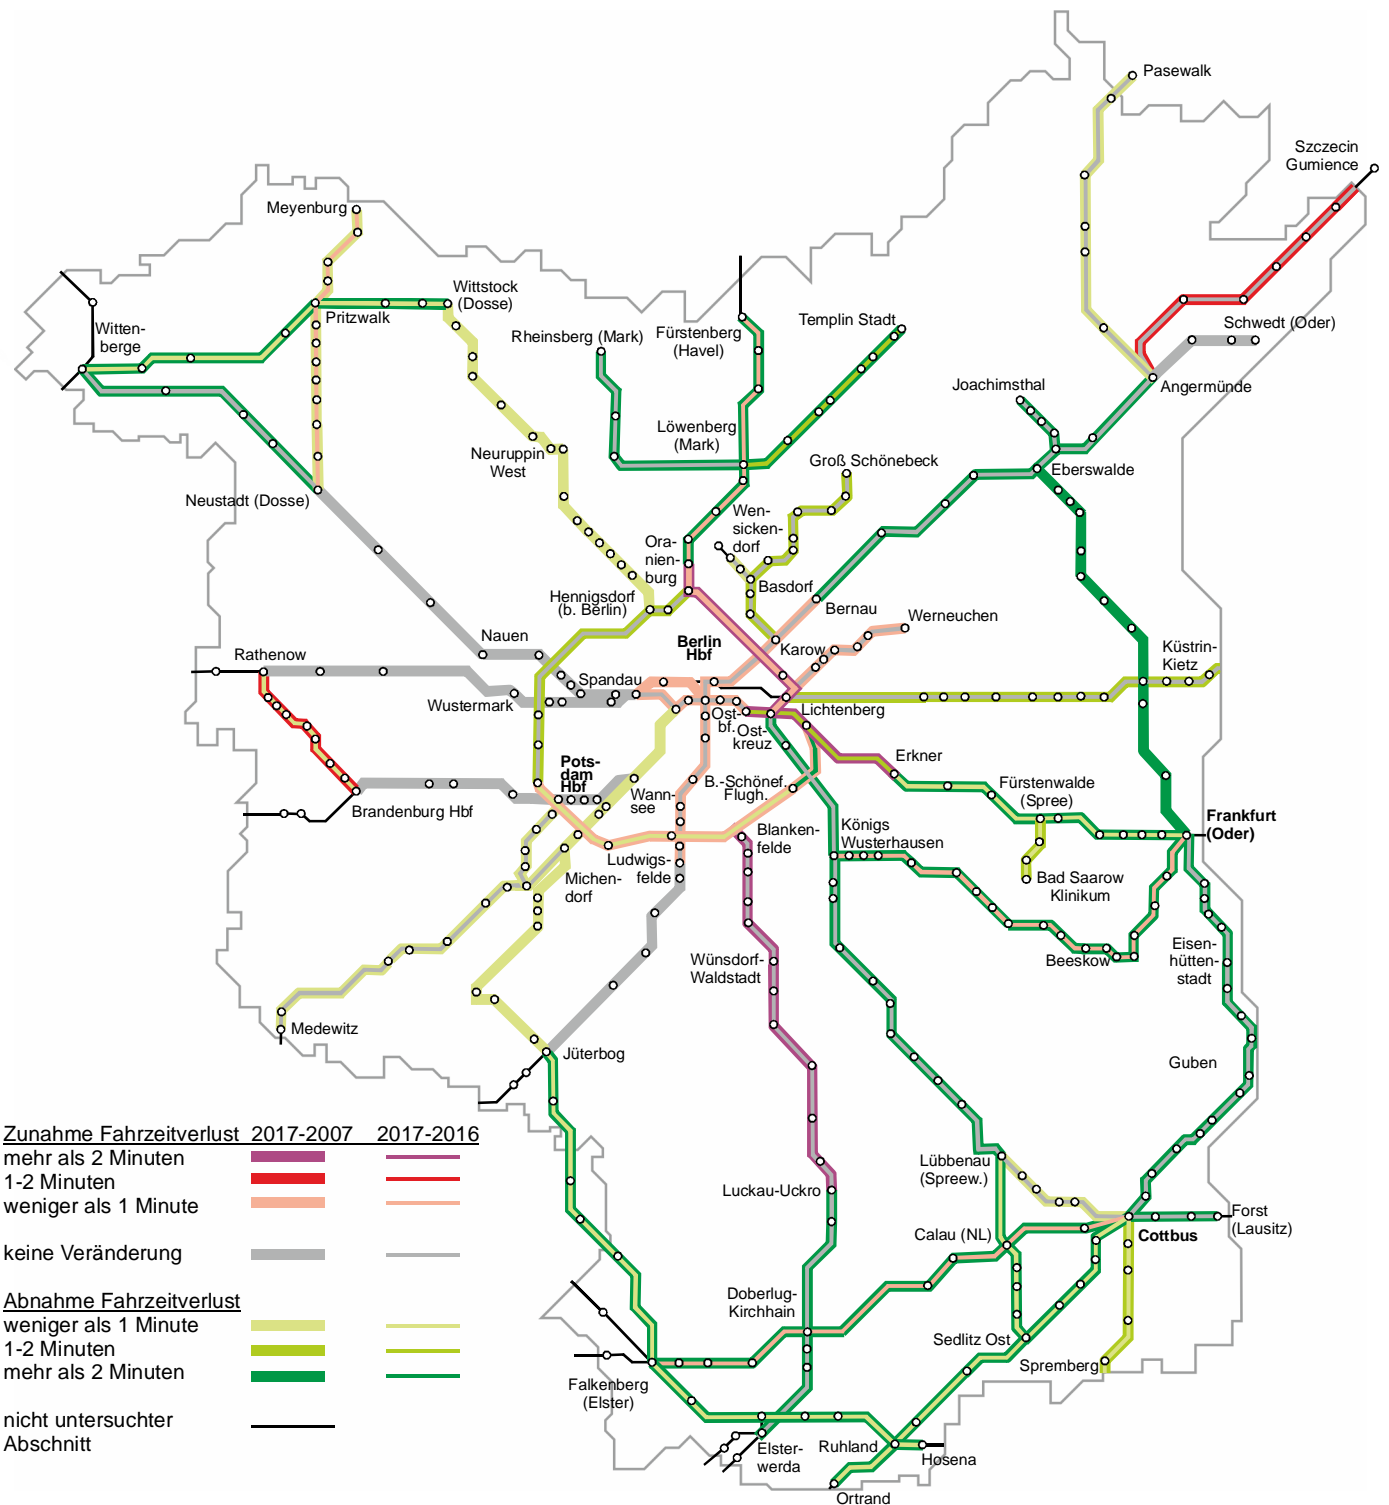 Pasewalk
Szczecin
Gumience
Meyenburg
Wittstock
(Dosse)
Pritzwalk
Witten-
berge
Rheinsberg (Mark)
Fürstenberg
(Havel)
Templin Stadt
Schwedt (Oder)
Angermünde
Joachimsthal
Löwenberg
(Mark)
Neuruppin
West
Groß Schönebeck
Eberswalde
Neustadt (Dosse)
Wen-
sicken-
dorf
Ora-
nien-
burg
Basdorf
Hennigsdorf
(b. Berlin)
Bernau
Werneuchen
Nauen
Berlin
Hbf
Karow
Küstrin-
Kietz
Rathenow
Spandau
Wustermark
Lichtenberg
Ost-
bf.
Ost-
kreuz
Erkner
Pots-
dam
Hbf
B.-Schönef.
Flugh.
Fürstenwalde
(Spree)
Brandenburg Hbf
Wann-
see
Frankfurt
(Oder)
Blanken-
felde
Königs
Wusterhausen
Ludwigs-
felde
Michen-
dorf
Bad Saarow
Klinikum
Eisen-
hütten-
stadt
Beeskow
Wünsdorf-
Waldstadt
Medewitz
Jüterbog
Guben
Zunahme Fahrzeitverlust 2017-2007 2017-2016
mehr als 2 Minuten
1-2 Minuten
weniger als 1 Minute
keine Veränderung
Abnahme Fahrzeitverlust
weniger als 1 Minute
1-2 Minuten
mehr als 2 Minuten
nicht untersuchter
Abschnitt
Lübbenau
(Spreew.)
Luckau-Uckro
Forst
(Lausitz)
Calau (NL)
Cottbus
Doberlug-
Kirchhain
Sedlitz Ost
Spremberg
Falkenberg
(Elster)
Elster-
werda
Ruhland
Hosena
Ortrand